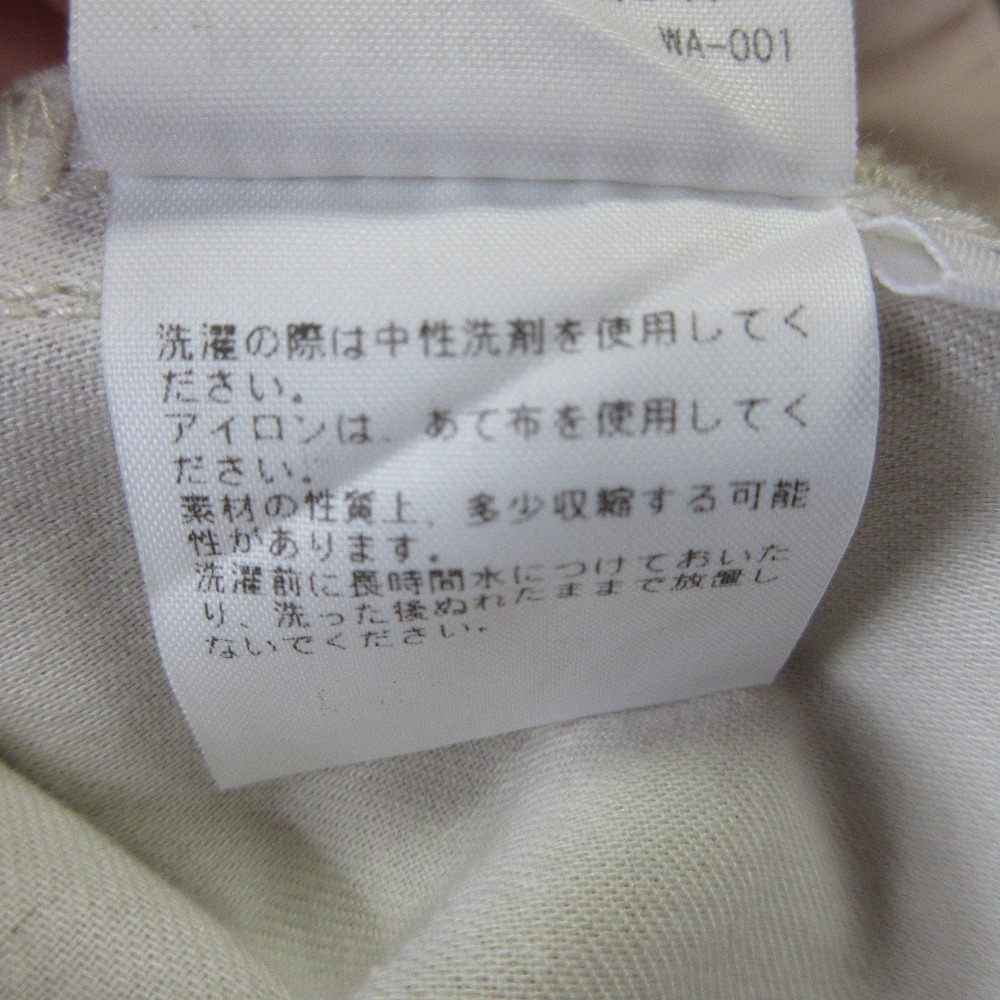 WA-001
洗濯の際は中性洗剤を使用してく
ださい。
アイロンは、あて布を使用してく
ださい。
素材の性質上、多少収縮する可能
性があります。
洗濯前に長時間水につけておいた
り、洗った後ぬれたままで放置し
ないでください。